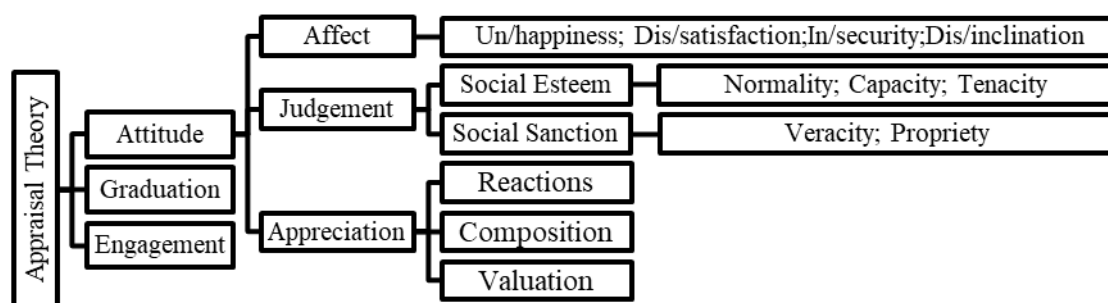 Appraisal Theory
Attitude
Graduation
Engagement
Affect
Judgement
Appreciation
Un/happiness; Dis/satisfaction;In/security;Dis/inclination
Social Esteem
Social Sanction
Normality; Capacity; Tenacity
Veracity; Propriety
Reactions
Composition
Valuation